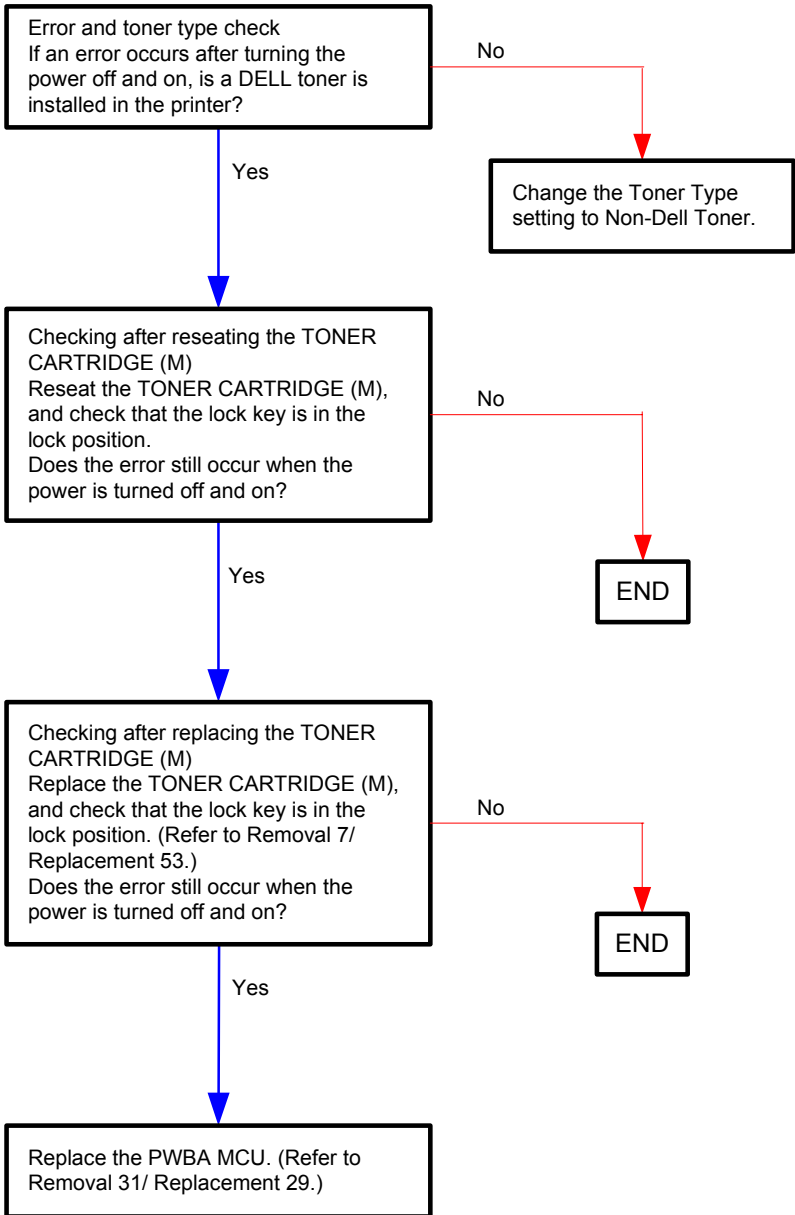 Error and toner type check
If an error occurs after turning the
power off and on, is a DELL toner is
installed in the printer?
No
Yes
Change the Toner Type
setting to Non-Dell Toner.
Checking after reseating the TONER
CARTRIDGE (M)
Reseat the TONER CARTRIDGE (M),
and check that the lock key is in the
lock position.
Does the error still occur when the
power is turned off and on?
No
END
Yes
Checking after replacing the TONER
CARTRIDGE (M)
Replace the TONER CARTRIDGE (M),
and check that the lock key is in the
lock position. (Refer to Removal 7/
Replacement 53.)
Does the error still occur when the
power is turned off and on?
No
END
Yes
Replace the PWBA MCU. (Refer to
Removal 31/ Replacement 29.)